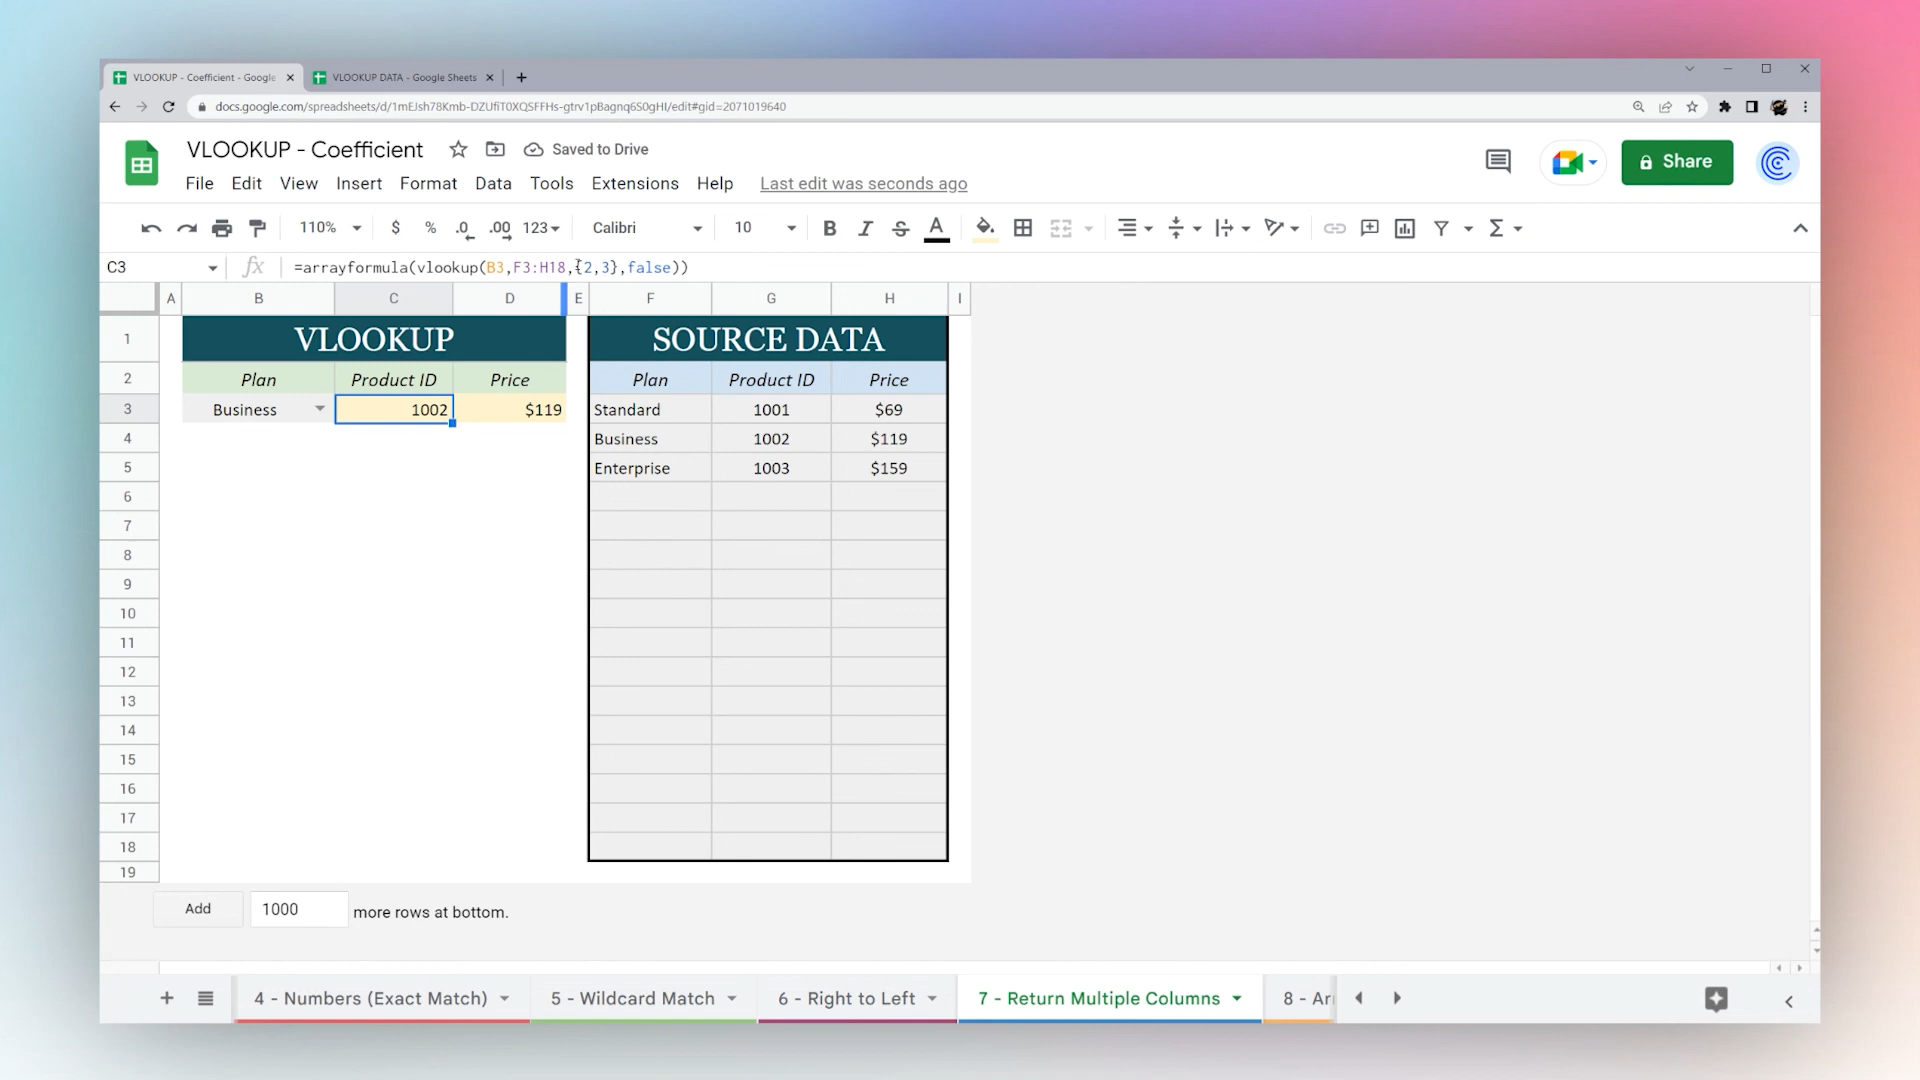 VLOOKUP - Coefficient - Google
VLOOKUP DATA - Google Sheets
docs.google.com/spreadsheets/d/1mEJsh78Kmb-DZUfiT0XQSFFHs-gtrv1pBagnq6S0gHI/edit#gid=2071019640
VLOOKUP - Coefficient
Saved to Drive
Share
File Edit View Insert Format Data Tools Extensions Help Last edit was seconds ago
110% $ % .0 .00 123 Calibri 10 B I S A
C3 fx =arrayformula(vlookup(B3,F3:H18,{2,3},false))
A B C D E F G H I
1 VLOOKUP SOURCE DATA
2 Plan Product ID Price Plan Product ID Price
3 Business 1002 $119 Standard 1001 $69
4 Business 1002 $119
5 Enterprise 1003 $159
6
7
8
9
10
11
12
13
14
15
16
17
18
19
Add 1000 more rows at bottom.
4 - Numbers (Exact Match) 5 - Wildcard Match 6 - Right to Left 7 - Return Multiple Columns 8 - Arr